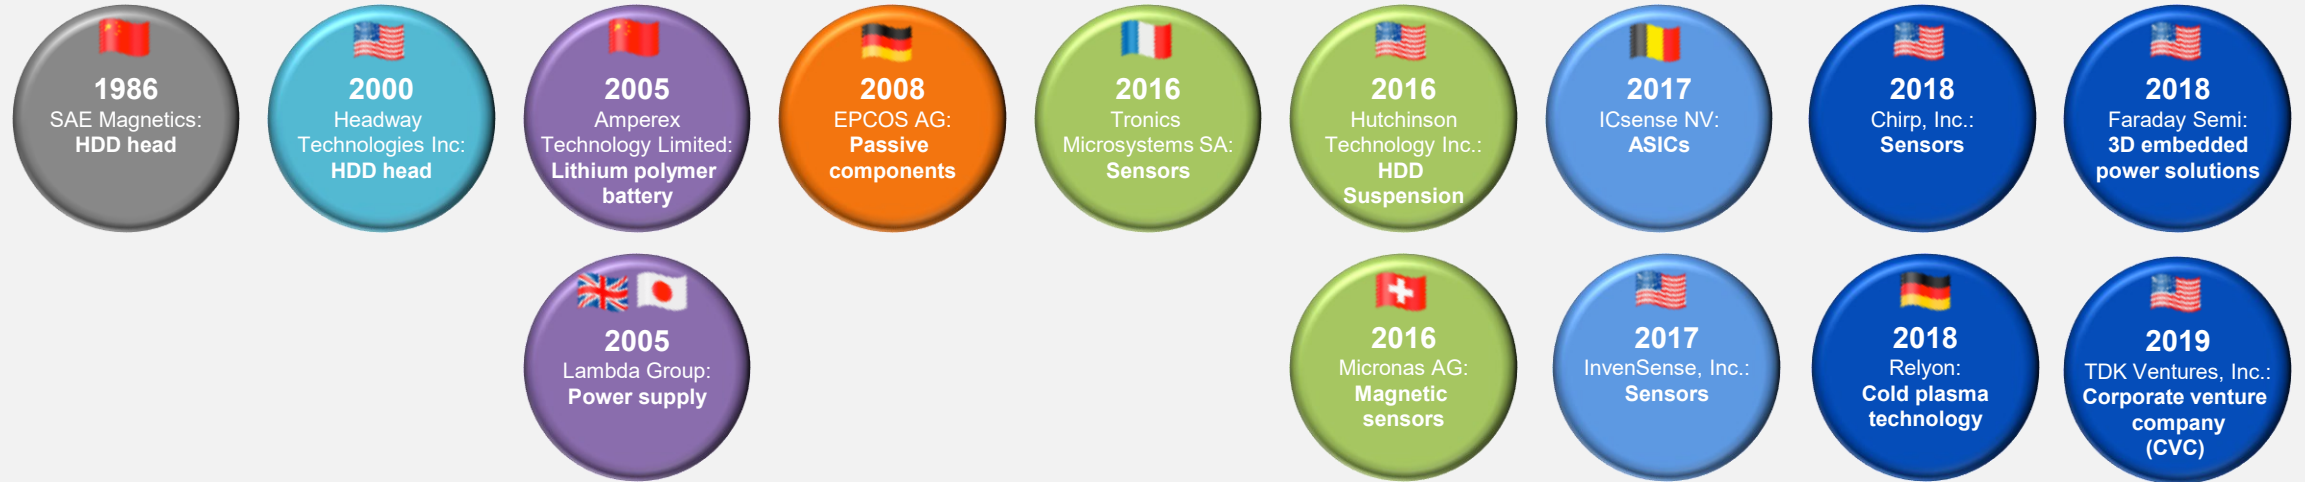 1986
SAE Magnetics:
HDD head
2000
Headway
Technologies Inc:
HDD head
2005
Amperex
Technology Limited:
Lithium polymer
battery
2008
EPCOS AG:
Passive
components
2016
Tronics
Microsystems SA:
Sensors
2016
Hutchinson
Technology Inc.:
HDD
Suspension
2017
ICsense NV:
ASICs
2018
Chirp, Inc.:
Sensors
2018
Faraday Semi:
3D embedded
power solutions
2005
Lambda Group:
Power supply
2016
Micronas AG:
Magnetic
sensors
2017
InvenSense, Inc.:
Sensors
2018
Relyon:
Cold plasma
technology
2019
TDK Ventures, Inc.:
Corporate venture
company
(CVC)